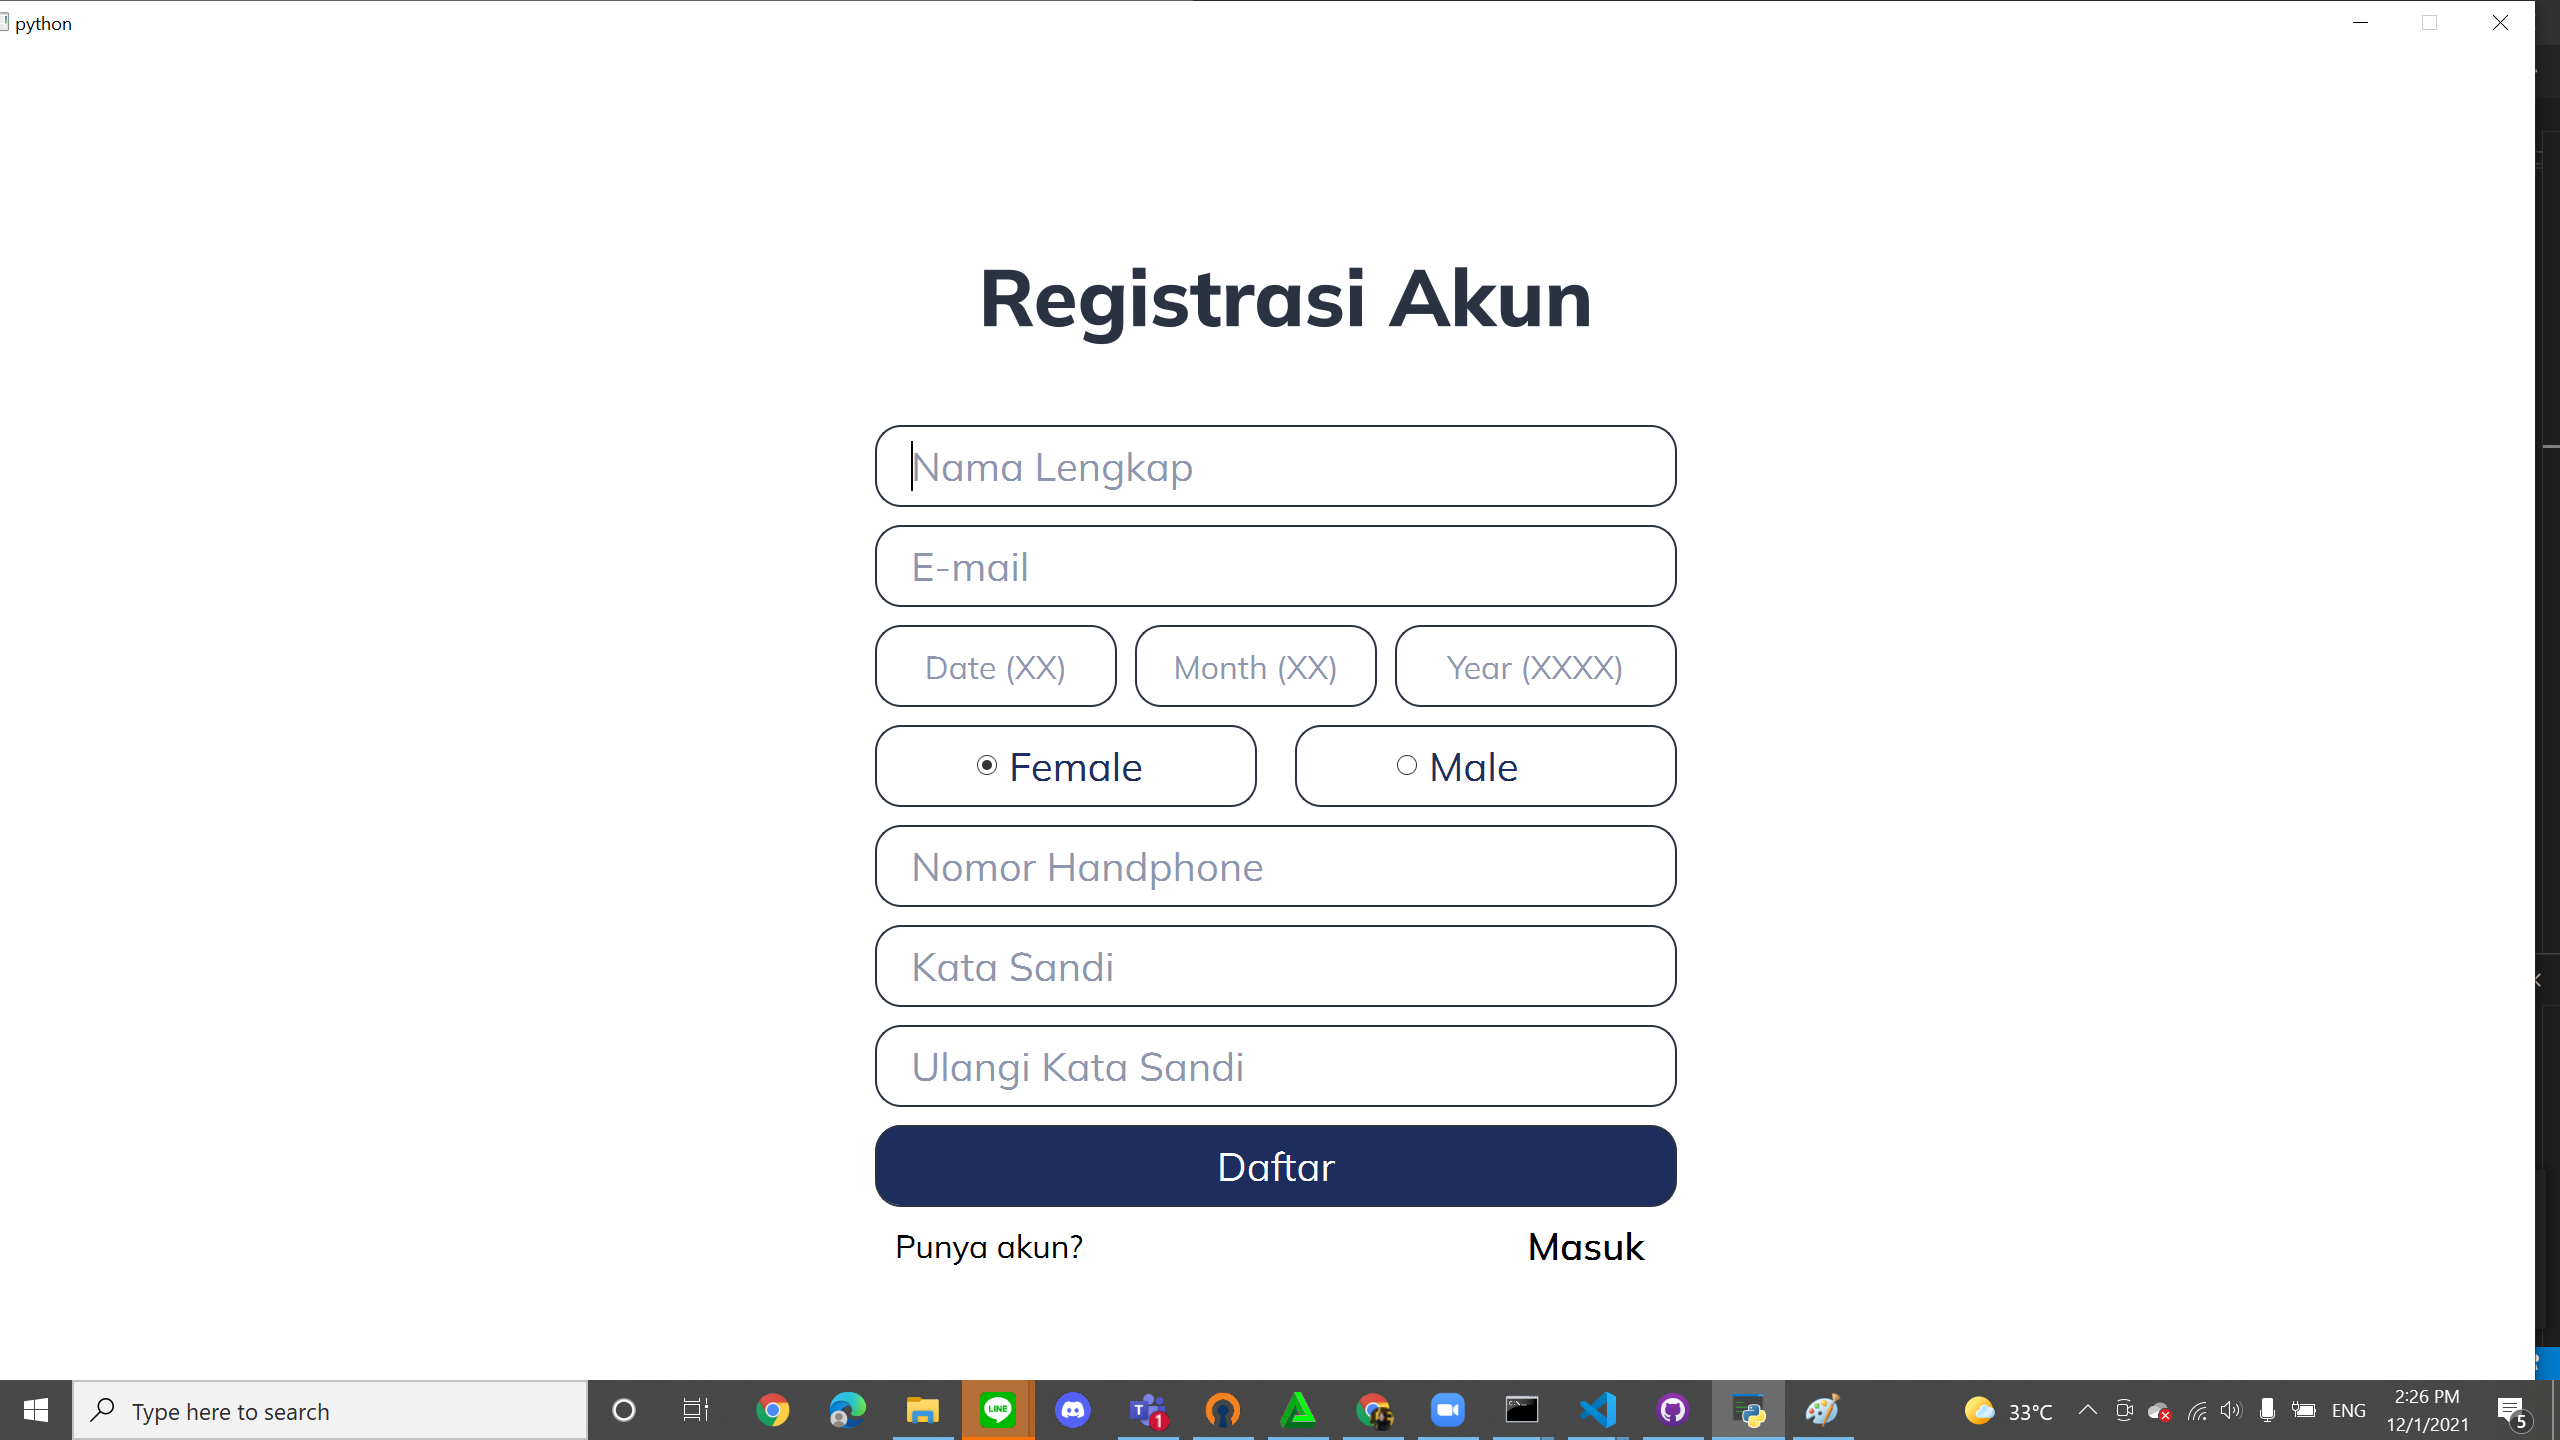 python
Registrasi Akun
Nama Lengkap
E-mail
Date (XX) Month (XX) Year (XXXX)
Female Male
Nomor Handphone
Kata Sandi
Ulangi Kata Sandi
Daftar
Punya akun? Masuk
Type here to search LINE 1 33°C ENG 2:26 PM 5
12/1/2021